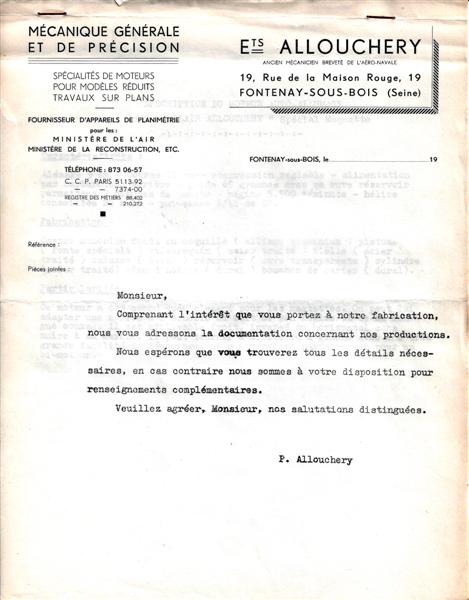 MÉCANIQUE GÉNÉRALE
ET DE PRÉCISION
SPÉCIALITÉS DE MOTEURS
POUR MODÈLES RÉDUITS
TRAVAUX SUR PLANS
FOURNISSEUR D'APPAREILS DE PLANIMÉTRIE
pour les :
MINISTÈRE DE L'AIR
MINISTÈRE DE LA RECONSTRUCTION, ETC.
TÉLÉPHONE : 873 06-57
C. C. P. PARIS 5113-92
— — 7374-00
REGISTRE DES MÉTIERS 88,402
— — 210,272
ETS ALLOUCHERY
ANCIEN MÉCANICIEN BREVETÉ DE L'AÉRO-NAVALE
19, Rue de la Maison Rouge, 19
FONTENAY-SOUS-BOIS (Seine)
FONTENAY-sous-BOIS, le 19
Référence :
Pièces jointes :
Monsieur,
Comprenant l'intérêt que vous portez à notre fabrication,
nous vous adressons la documentation concernant nos productions.
Nous espérons que vous trouverez tous les détails néces-
saires, en cas contraire nous sommes à votre disposition pour
renseignements complémentaires.
Veuillez agréer, Monsieur, nos salutations distinguées.
P. Allouchery